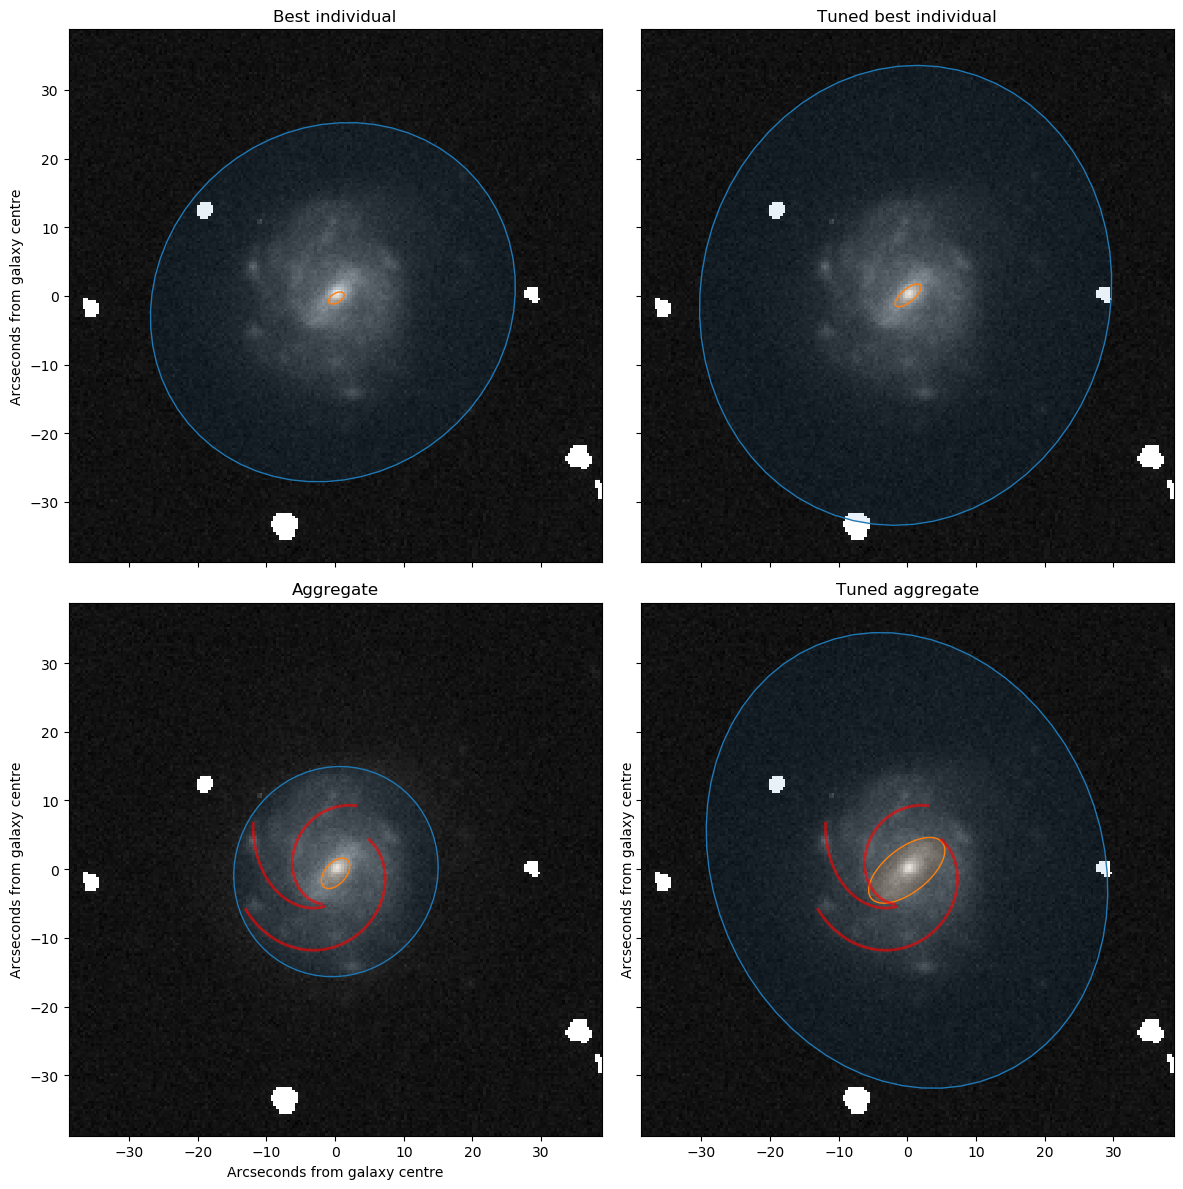 Best individual
Tuned best individual
Arcseconds from galaxy centre
30
20
10
0
−10
−20
−30
Aggregate
Tuned aggregate
Arcseconds from galaxy centre
30
20
10
0
−10
−20
−30
Arcseconds from galaxy centre
−30 −20 −10 0 10 20 30
−30 −20 −10 0 10 20 30
Arcseconds from galaxy centre